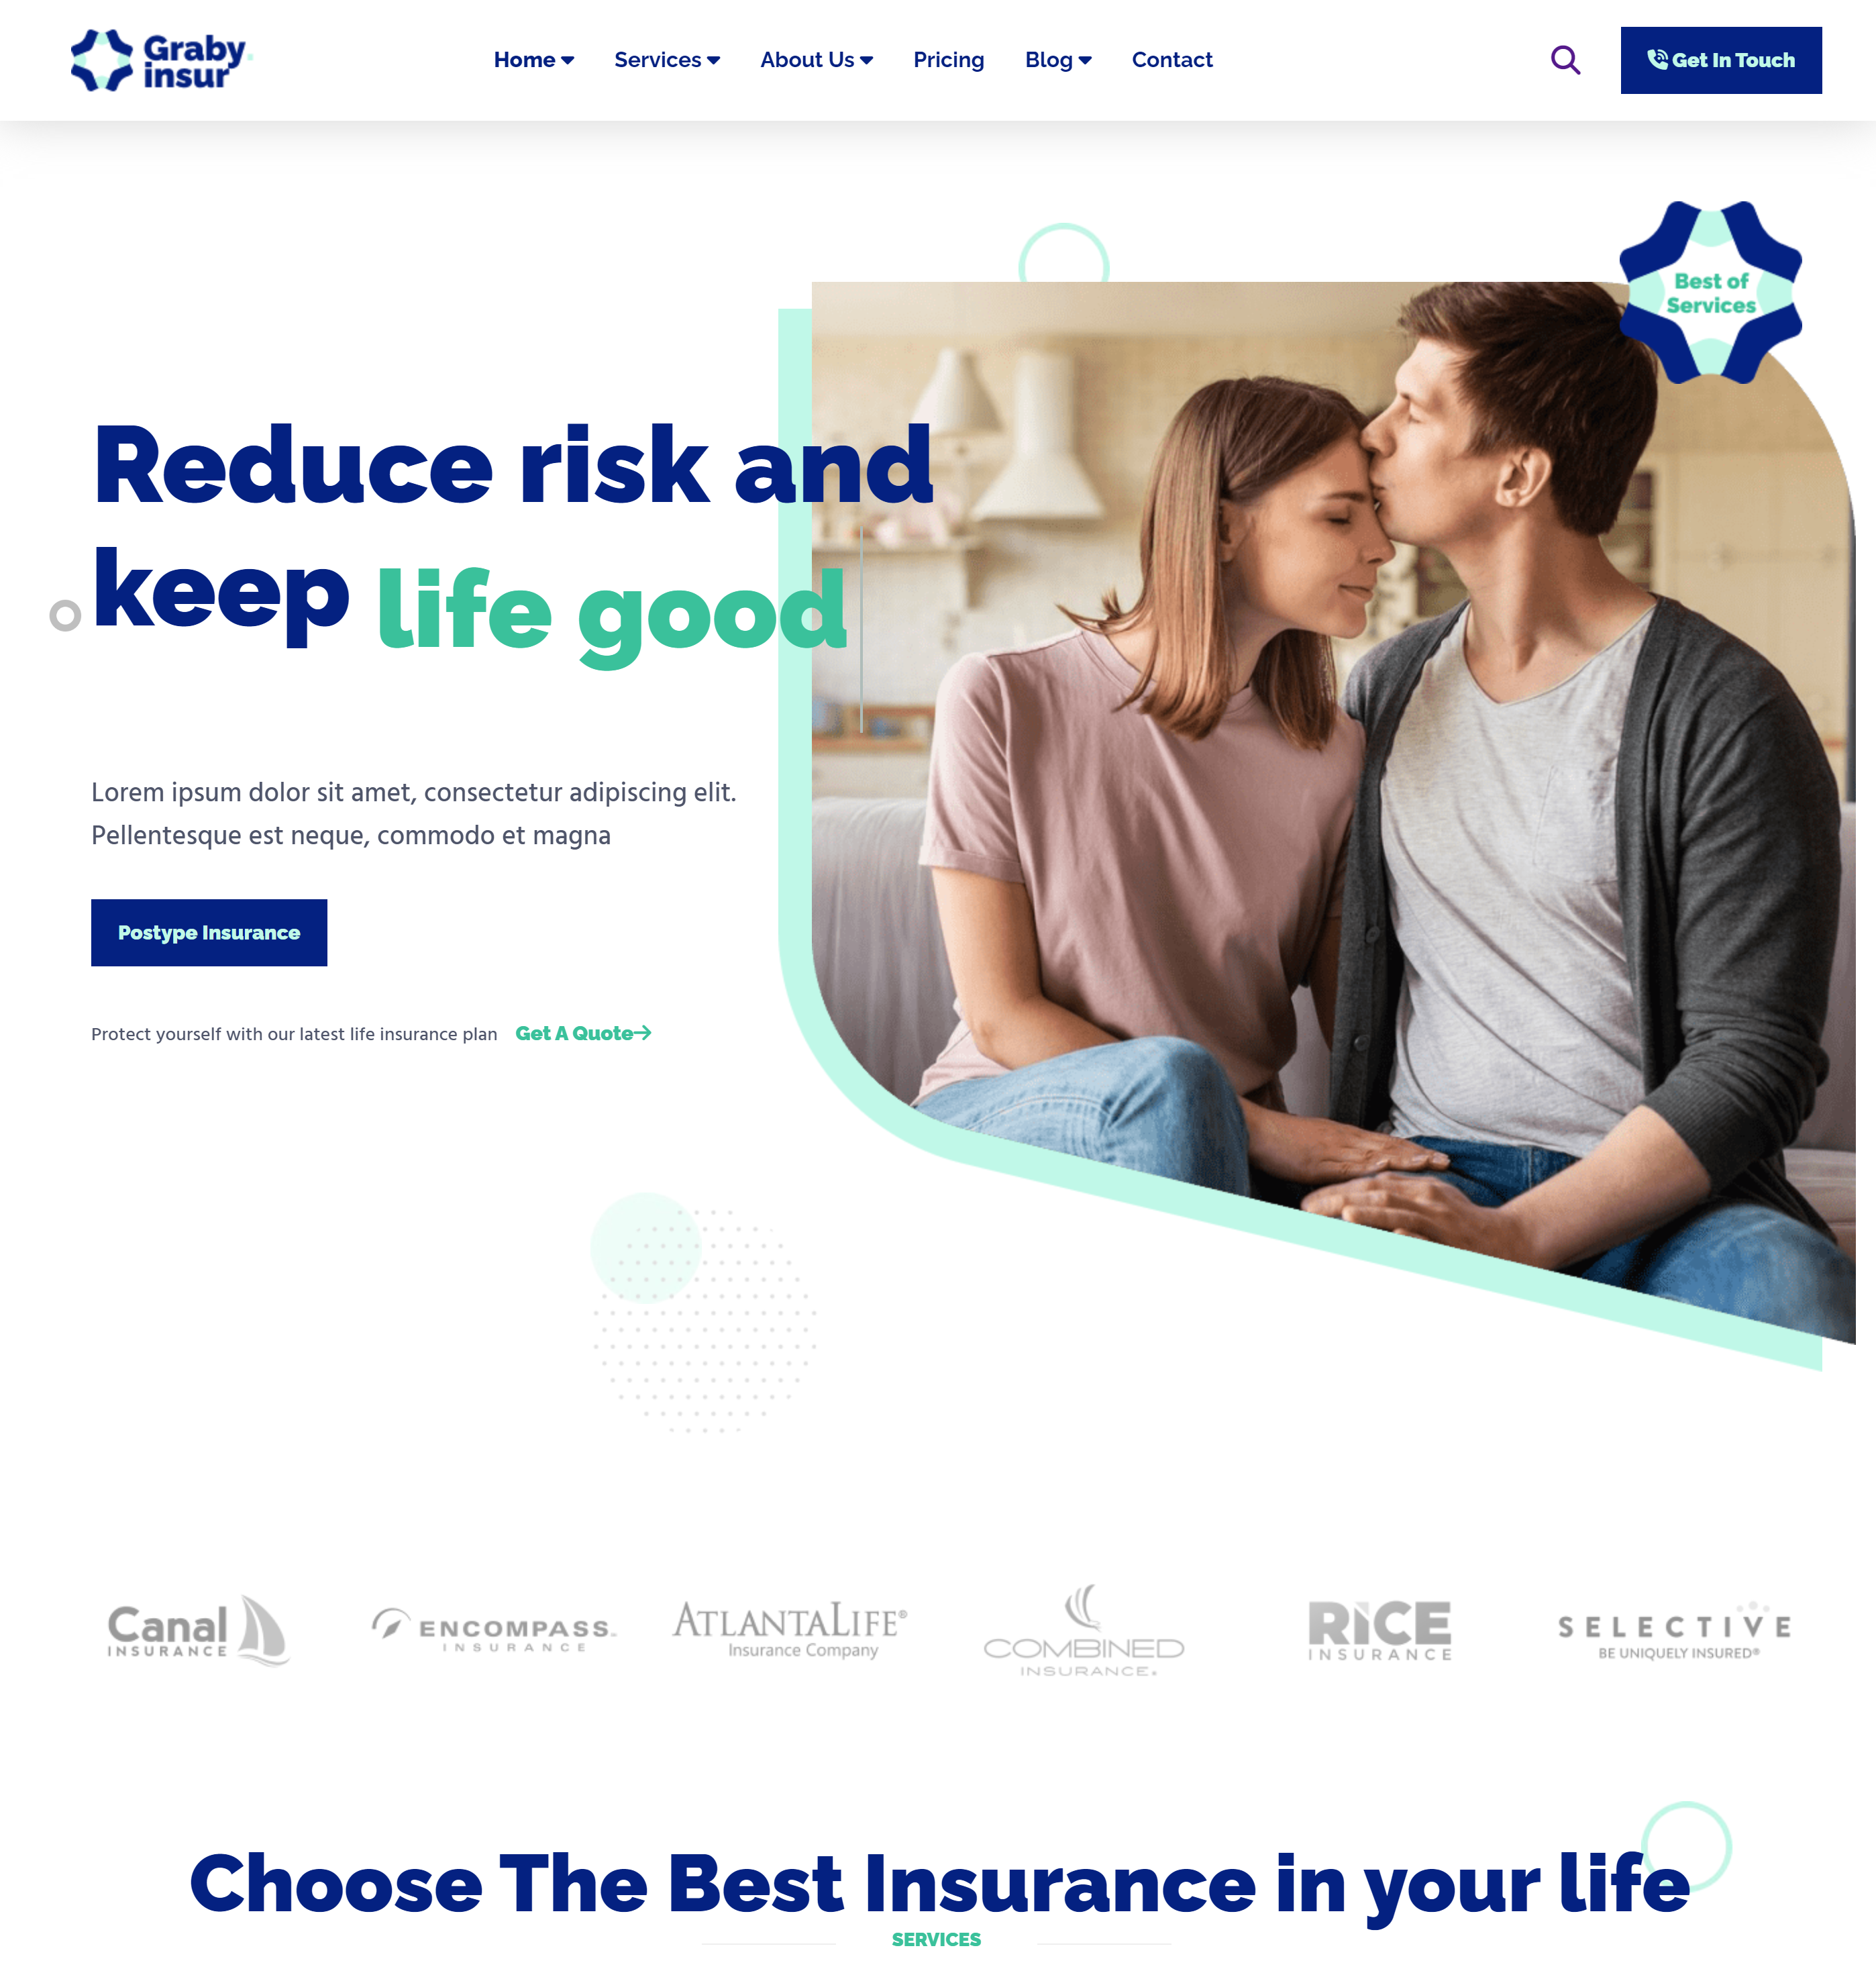 Graby
insur
Home
Services
About Us
Pricing
Blog
Contact
Get In Touch
Best of
Services
Reduce risk and
keep life good
Lorem ipsum dolor sit amet, consectetur adipiscing elit.
Pellentesque est neque, commodo et magna
Postype Insurance
Protect yourself with our latest life insurance plan Get A Quote→
Canal
INSURANCE
ENCOMPASS™
INSURANCE
ATLANTALIFE®
Insurance Company
COMBINED
INSURANCE®
RiCE
INSURANCE
SELECTIVE
BE UNIQUELY INSURED®
Choose The Best Insurance in your life
SERVICES